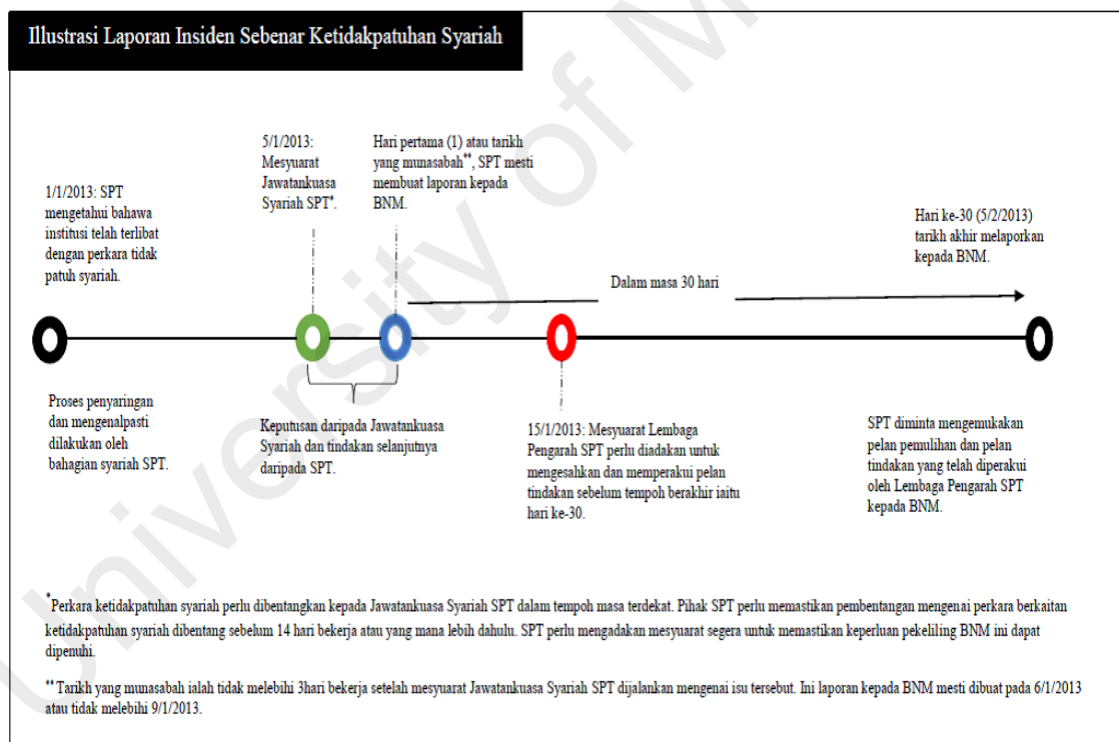 Illustrasi Laporan Insiden Sebenar Ketidakpatuhan Syariah
1/1/2013: SPT
mengetahui bahawa
institusi telah terlibat
dengan perkara tidak
patuh syariah.
5/1/2013:
Mesyuarat
Jawatankuasa
Syariah SPT*.
Hari pertama (1) atau tarikh
yang munasabah**, SPT mesti
membuat laporan kepada
BNM.
Hari ke-30 (5/2/2013)
tarikh akhir melaporkan
kepada BNM.
Dalam masa 30 hari
Proses penyaringan
dan mengenalpasti
dilakukan oleh
bahagian syariah SPT.
Keputusan daripada Jawatankuasa
Syariah dan tindakan selanjutnya
daripada SPT.
15/1/2013: Mesyuarat Lembaga
Pengarah SPT perlu diadakan untuk
mengesahkan dan memperakui pelan
tindakan sebelum tempoh berakhir iaitu
hari ke-30.
SPT diminta mengemukakan
pelan pemulihan dan pelan
tindakan yang telah diperakui
oleh Lembaga Pengarah SPT
kepada BNM.
*Perkara ketidakpatuhan syariah perlu dibentangkan kepada Jawatankuasa Syariah SPT dalam tempoh masa terdekat. Pihak SPT perlu memastikan pembentangan mengenai perkara berkaitan
ketidakpatuhan syariah dibentang sebelum 14 hari bekerja atau yang mana lebih dahulu. SPT perlu mengadakan mesyuarat segera untuk memastikan keperluan pekeliling BNM ini dapat
dipenuhi.
**Tarikh yang munasabah ialah tidak melebihi 3hari bekerja setelah mesyuarat Jawatankuasa Syariah SPT dijalankan mengenai isu tersebut. Ini laporan kepada BNM mesti dibuat pada 6/1/2013
atau tidak melebihi 9/1/2013.
University of M